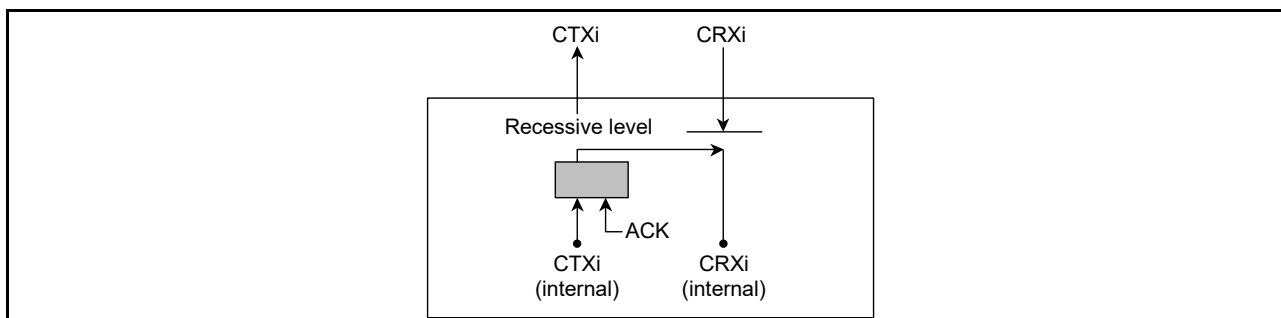 CTXi
CRXi
Recessive level
ACK
CTXi
(internal)
CRXi
(internal)